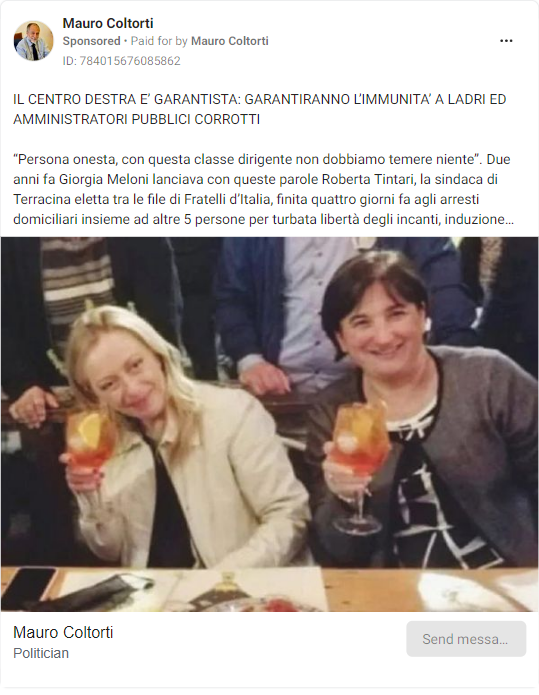 Mauro Coltorti
Sponsored • Paid for by Mauro Coltorti
ID: 784015676085862
IL CENTRO DESTRA E’ GARANTISTA: GARANTIRANNO L’IMMUNITA’ A LADRI ED
AMMINISTRATORI PUBBLICI CORROTTI
“Persona onesta, con questa classe dirigente non dobbiamo temere niente”. Due
anni fa Giorgia Meloni lanciava con queste parole Roberta Tintari, la sindaca di
Terracina eletta tra le file di Fratelli d’Italia, finita quattro giorni fa agli arresti
domiciliari insieme ad altre 5 persone per turbata libertà degli incanti, induzione...
Mauro Coltorti
Politician
Send messa...